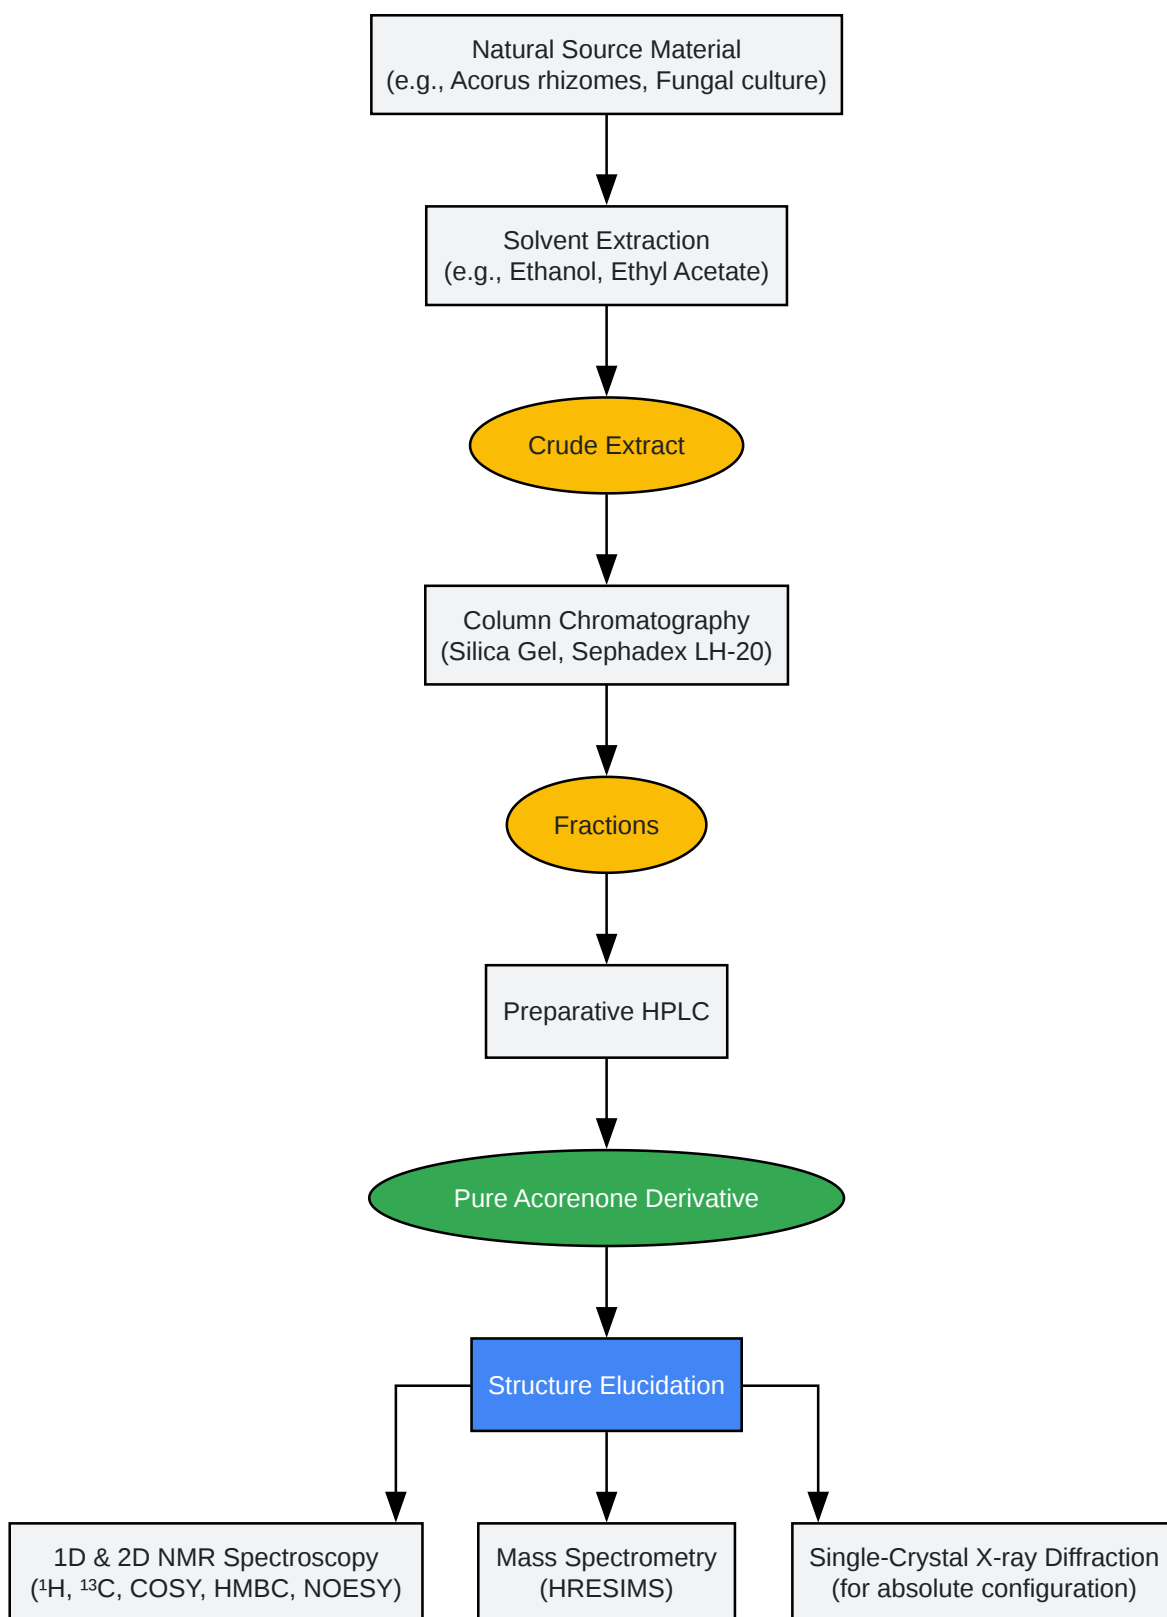 Natural Source Material
(e.g., Acorus rhizomes, Fungal culture)
Solvent Extraction
(e.g., Ethanol, Ethyl Acetate)
Crude Extract
Column Chromatography
(Silica Gel, Sephadex LH-20)
Fractions
Preparative HPLC
Pure Acorenone Derivative
Structure Elucidation
1D & 2D NMR Spectroscopy
(¹H, ¹³C, COSY, HMBC, NOESY)
Mass Spectrometry
(HRESIMS)
Single-Crystal X-ray Diffraction
(for absolute configuration)